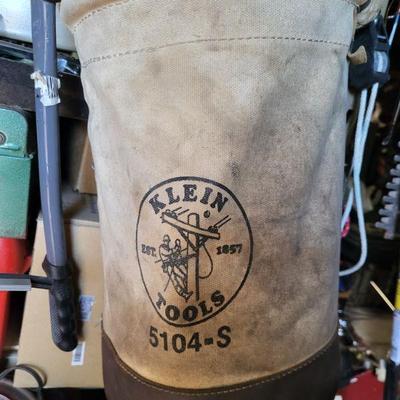 KLEIN
EST. 1857
TOOLS
5104-S